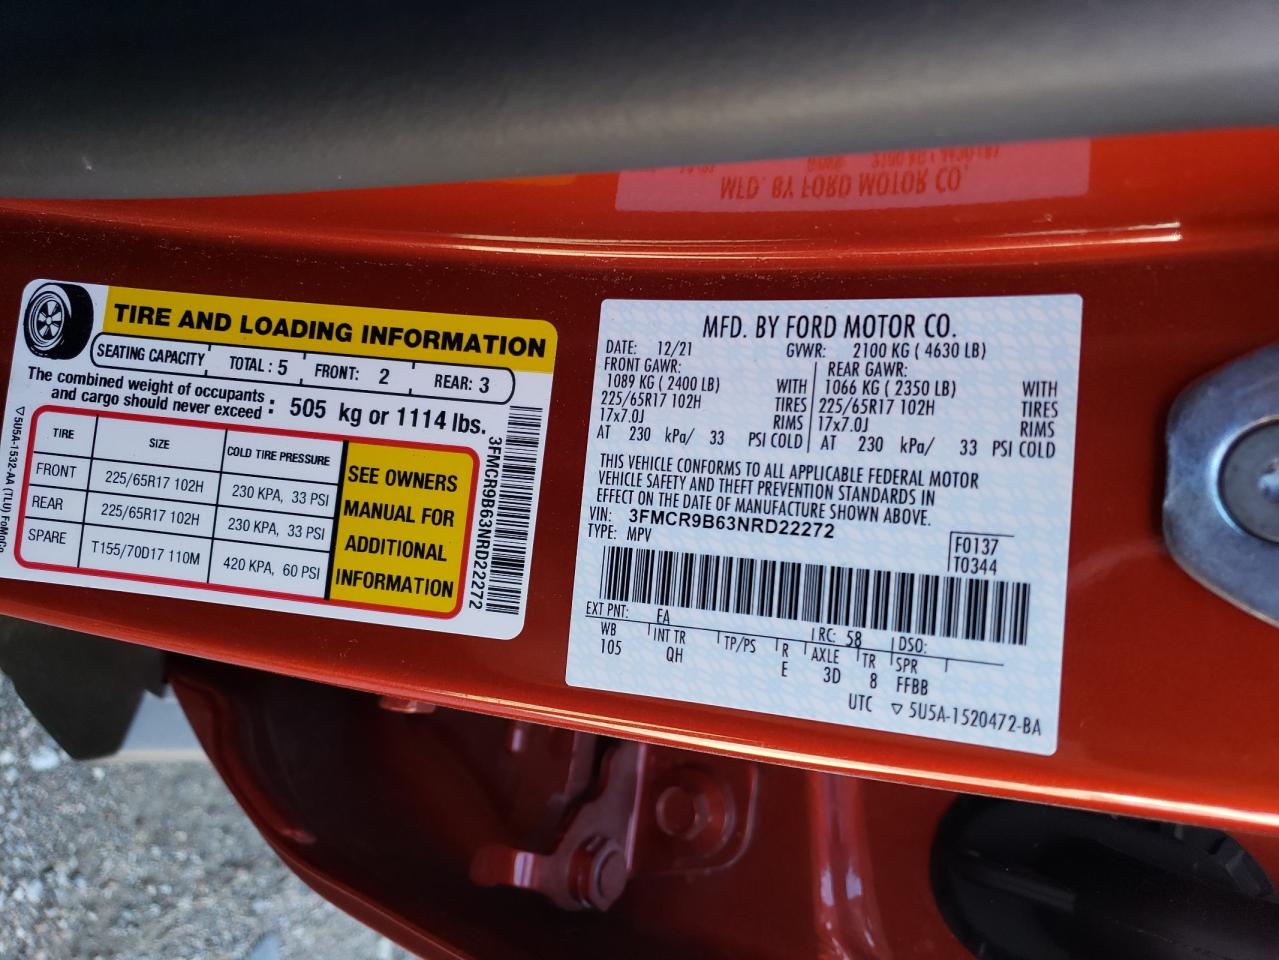 TIRE AND LOADING INFORMATION
SEATING CAPACITY TOTAL : 5 FRONT: 2 REAR: 3
The combined weight of occupants and cargo should never exceed : 505 kg or 1114 lbs.
TIRE SIZE COLD TIRE PRESSURE
FRONT 225/65R17 102H 230 KPA, 33 PSI
REAR 225/65R17 102H 230 KPA, 33 PSI
SPARE T155/70D17 110M 420 KPA, 60 PSI
SEE OWNERS
MANUAL FOR
ADDITIONAL
INFORMATION
3FMCR9B63NRD22272
▽5U5A-1532-AA (TLU) FoMoCo
MFD. BY FORD MOTOR CO.
DATE: 12/21 GVWR: 2100 KG ( 4630 LB)
FRONT GAWR: REAR GAWR:
1089 KG ( 2400 LB) WITH 1066 KG ( 2350 LB) WITH
225/65R17 102H TIRES 225/65R17 102H TIRES
17x7.0J RIMS 17x7.0J RIMS
AT 230 kPa/ 33 PSI COLD AT 230 kPa/ 33 PSI COLD
THIS VEHICLE CONFORMS TO ALL APPLICABLE FEDERAL MOTOR
VEHICLE SAFETY AND THEFT PREVENTION STANDARDS IN
EFFECT ON THE DATE OF MANUFACTURE SHOWN ABOVE.
VIN: 3FMCR9B63NRD22272
TYPE: MPV
F0137
T0344
EXT PNT: EA RC: 58 DSO:
WB INT TR TP/PS R AXLE TR SPR
105 QH E 3D 8 FFBB
UTC ▽ 5U5A-1520472-BA
MFD. BY FORD MOTOR CO.